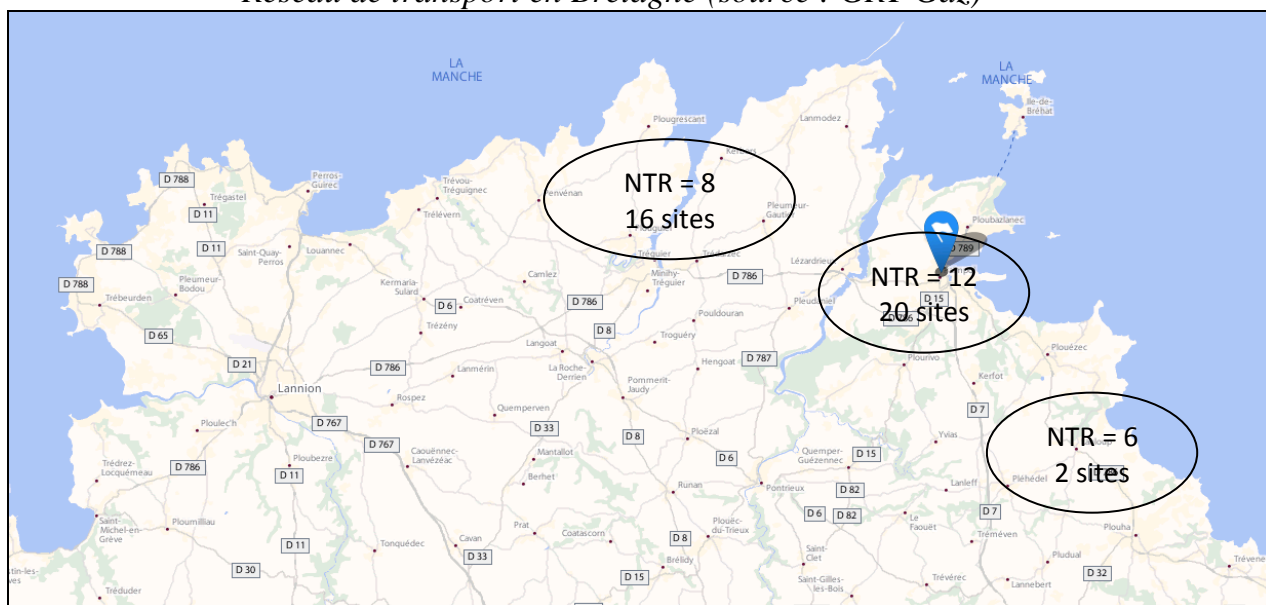 Réseau de transport en Bretagne (source : GRT Gaz)
LA
MANCHE
LA
MANCHE
Ile-de-
Bréhat
Plougrescant
Lanmodez
Kerbors
D 788
Perros-
Guirec
Trégastel
D 11
Trévou-
Tréguignec
Penvénan
Trélévern
NTR = 8
16 sites
Pleumeur-
Gautier
Ploubazlanec
D 789
D 788
D 11
Saint-Quay-
Perros
Louannec
Plouguiel
Tréguier
Trédarzec
Minihy-
Tréguier
D 786
Lézardrieux
NTR = 12
20 sites
D 15
D 788
Pleumeur-
Bodou
Trébeurden
Kermaria-
Sulard
Camlez
D 6
Coatréven
D 786
Pleudaniel
D 65
Trézény
D 8
Pouldouran
Troguéry
Langoat
La Roche-
Derrien
Hengoat
D 787
Plourivo
Plouézec
D 21
D 786
Lanmérin
Pommerit-
Jaudy
Kerfot
Lannion
Rospez
Quemperven
D 7
D 767
Ploulec'h
D 33
D 8
Ploëzal
NTR = 6
2 sites
D 767
Yvias
Trédrez-
Locquémeau
D 786
Ploubezre
Caouënnec-
Lanvézéac
Mantallot
D 6
Quemper-
Guézennec
D 15
D 11
Berhet
Runan
Pontrieux
D 82
Lanleff
Pléhédel
Saint-
Michel-en-
Grève
Ploumilliau
D 6
D 82
Le
Faouët
D 7
Plouha
Prat
Coatascorn
D 8
Plouëc-
du-Trieux
Tréméven
D 11
Tonquédec
Cavan
D 33
Brélidy
Saint-
Clet
Pludual
D 30
D 15
Saint-Gilles-
les-Bois
Trévérec
Lannebert
D 32
Tréduder